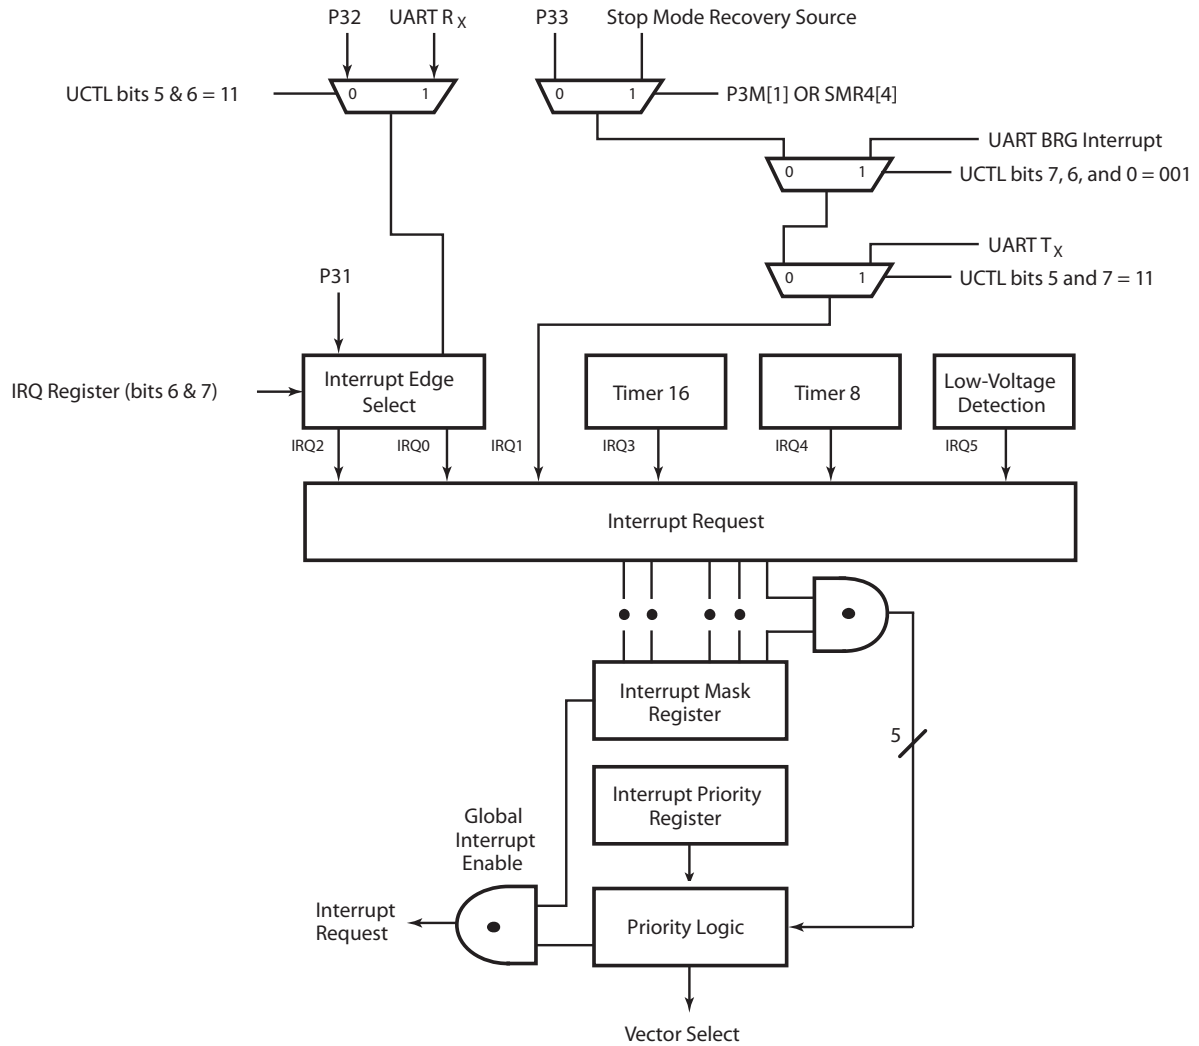 P32
UART R X
P33
Stop Mode Recovery Source
UCTL bits 5 & 6 = 11
0
1
0
1
P3M[1] OR SMR4[4]
UART BRG Interrupt
0
1
UCTL bits 7, 6, and 0 = 001
UART T X
0
1
UCTL bits 5 and 7 = 11
P31
IRQ Register (bits 6 & 7)
Interrupt Edge
Select
Timer 16
Timer 8
Low-Voltage
Detection
IRQ2
IRQ0
IRQ1
IRQ3
IRQ4
IRQ5
Interrupt Request
Interrupt Mask
Register
5
Interrupt Priority
Register
Global
Interrupt
Enable
Interrupt
Request
Priority Logic
Vector Select